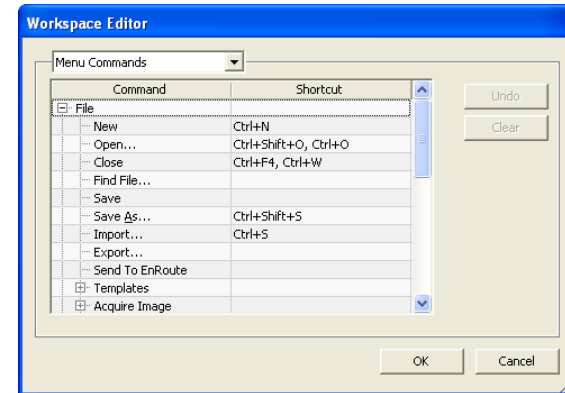 Workspace Editor
Menu Commands
Command Shortcut
File
New Ctrl+N
Open... Ctrl+Shift+O, Ctrl+O
Close Ctrl+F4, Ctrl+W
Find File...
Save
Save As... Ctrl+Shift+S
Import... Ctrl+S
Export...
Send To EnRoute
Templates
Acquire Image
Undo
Clear
OK Cancel